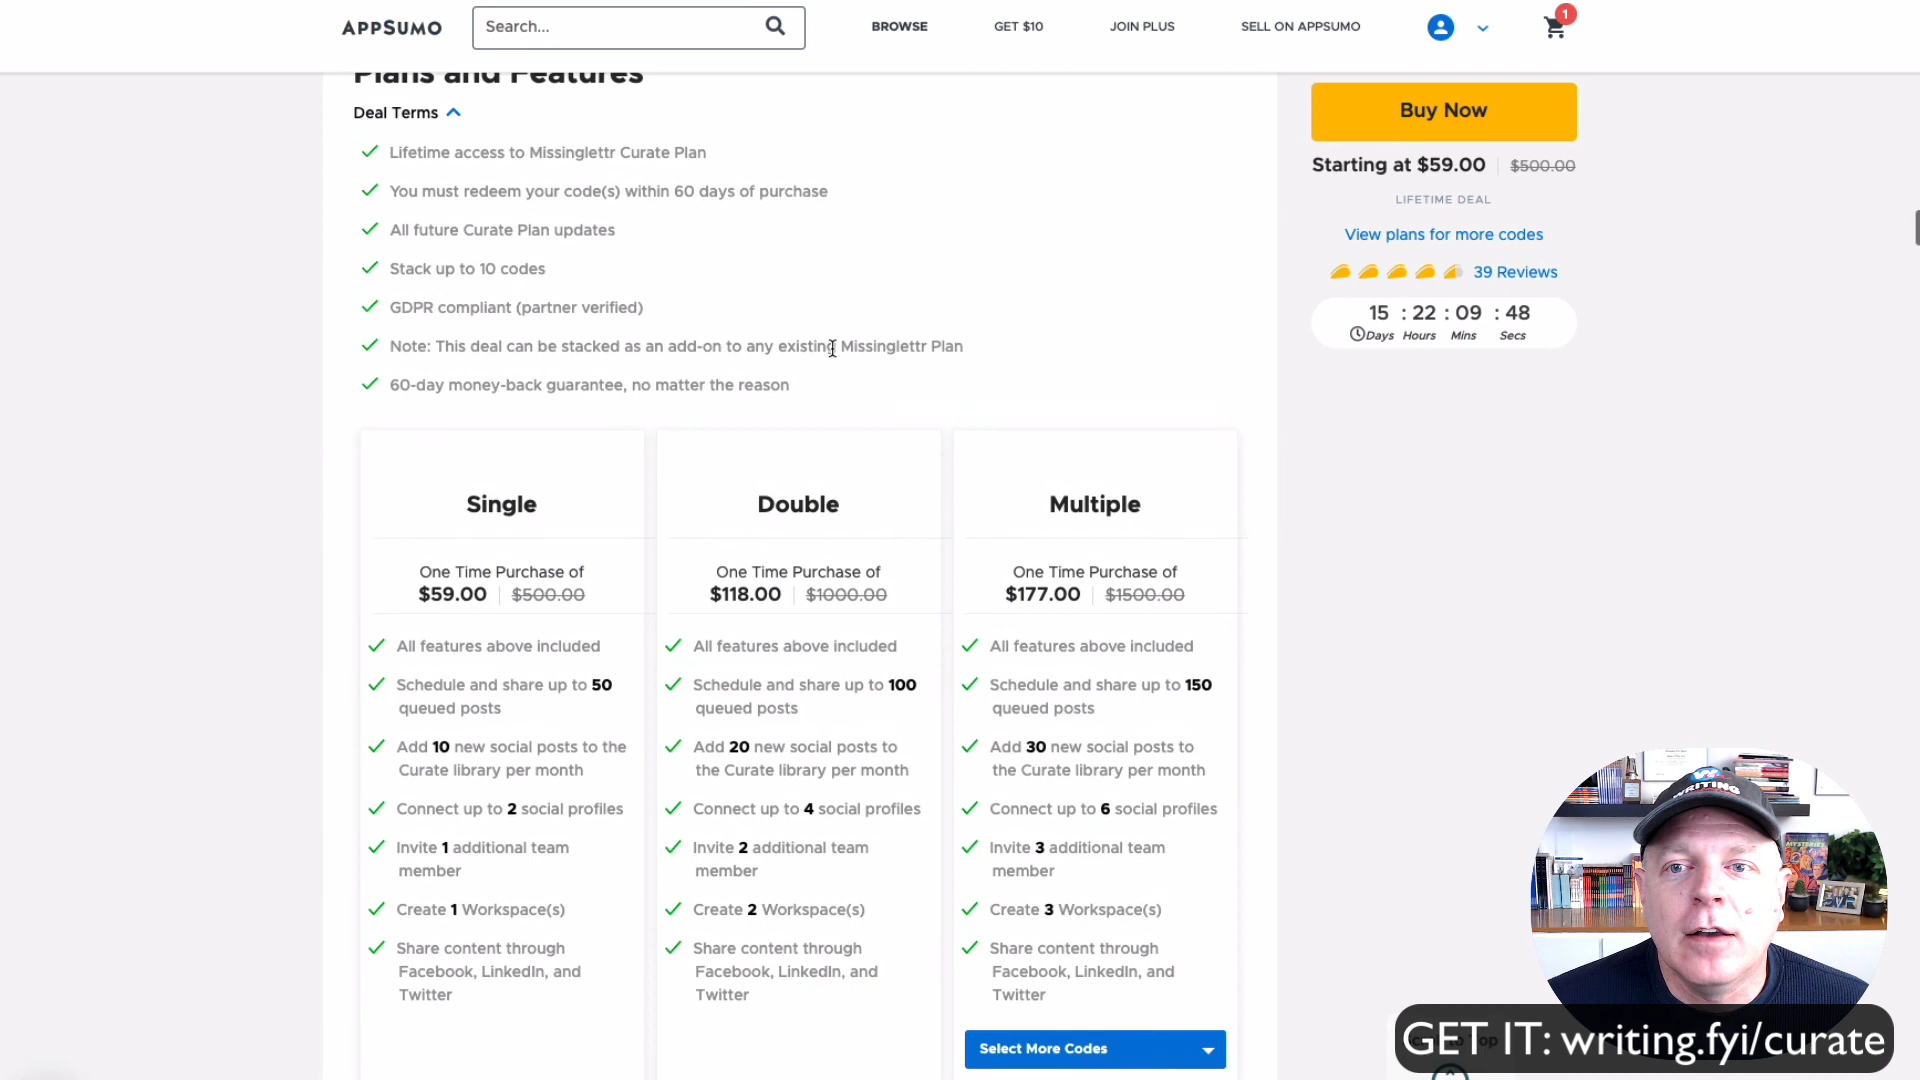 APPSUMO
Search...
BROWSE
GET $10
JOIN PLUS
SELL ON APPSUMO
1
Plans and Features
Deal Terms
Lifetime access to Missinglettr Curate Plan
You must redeem your code(s) within 60 days of purchase
All future Curate Plan updates
Stack up to 10 codes
GDPR compliant (partner verified)
Note: This deal can be stacked as an add-on to any existing Missinglettr Plan
60-day money-back guarantee, no matter the reason
Buy Now
Starting at $59.00 $500.00
LIFETIME DEAL
View plans for more codes
39 Reviews
15 : 22 : 09 : 48
Days Hours Mins Secs
Single
One Time Purchase of
$59.00 $500.00
All features above included
Schedule and share up to 50
queued posts
Add 10 new social posts to the
Curate library per month
Connect up to 2 social profiles
Invite 1 additional team
member
Create 1 Workspace(s)
Share content through
Facebook, LinkedIn, and
Twitter
Double
One Time Purchase of
$118.00 $1000.00
All features above included
Schedule and share up to 100
queued posts
Add 20 new social posts to
the Curate library per month
Connect up to 4 social profiles
Invite 2 additional team
member
Create 2 Workspace(s)
Share content through
Facebook, LinkedIn, and
Twitter
Multiple
One Time Purchase of
$177.00 $1500.00
All features above included
Schedule and share up to 150
queued posts
Add 30 new social posts to
the Curate library per month
Connect up to 6 social profiles
Invite 3 additional team
member
Create 3 Workspace(s)
Share content through
Facebook, LinkedIn, and
Twitter
Select More Codes
WRITING
MYSTERIES
GET IT: writing.fyi/curate